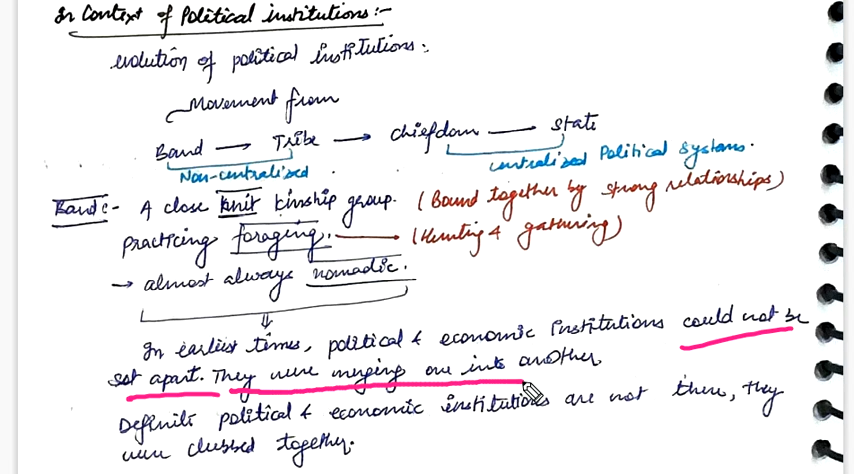 In Context of Political institutions:-
evolution of political institutions:
Movement from
Band → Tribe → chiefdom — state
Non-centralised
centralised Political Systems.
Band:- A close knit kinship group. (Bound together by strong relationships)
Practicing foraging. → (Hunting & gathering)
→ almost always nomadic.
⇓
In earliest times, political & economic Institutions could not be
set apart. They were merging one into another
Definite political & economic institutions are not there, They
were clubbed together.